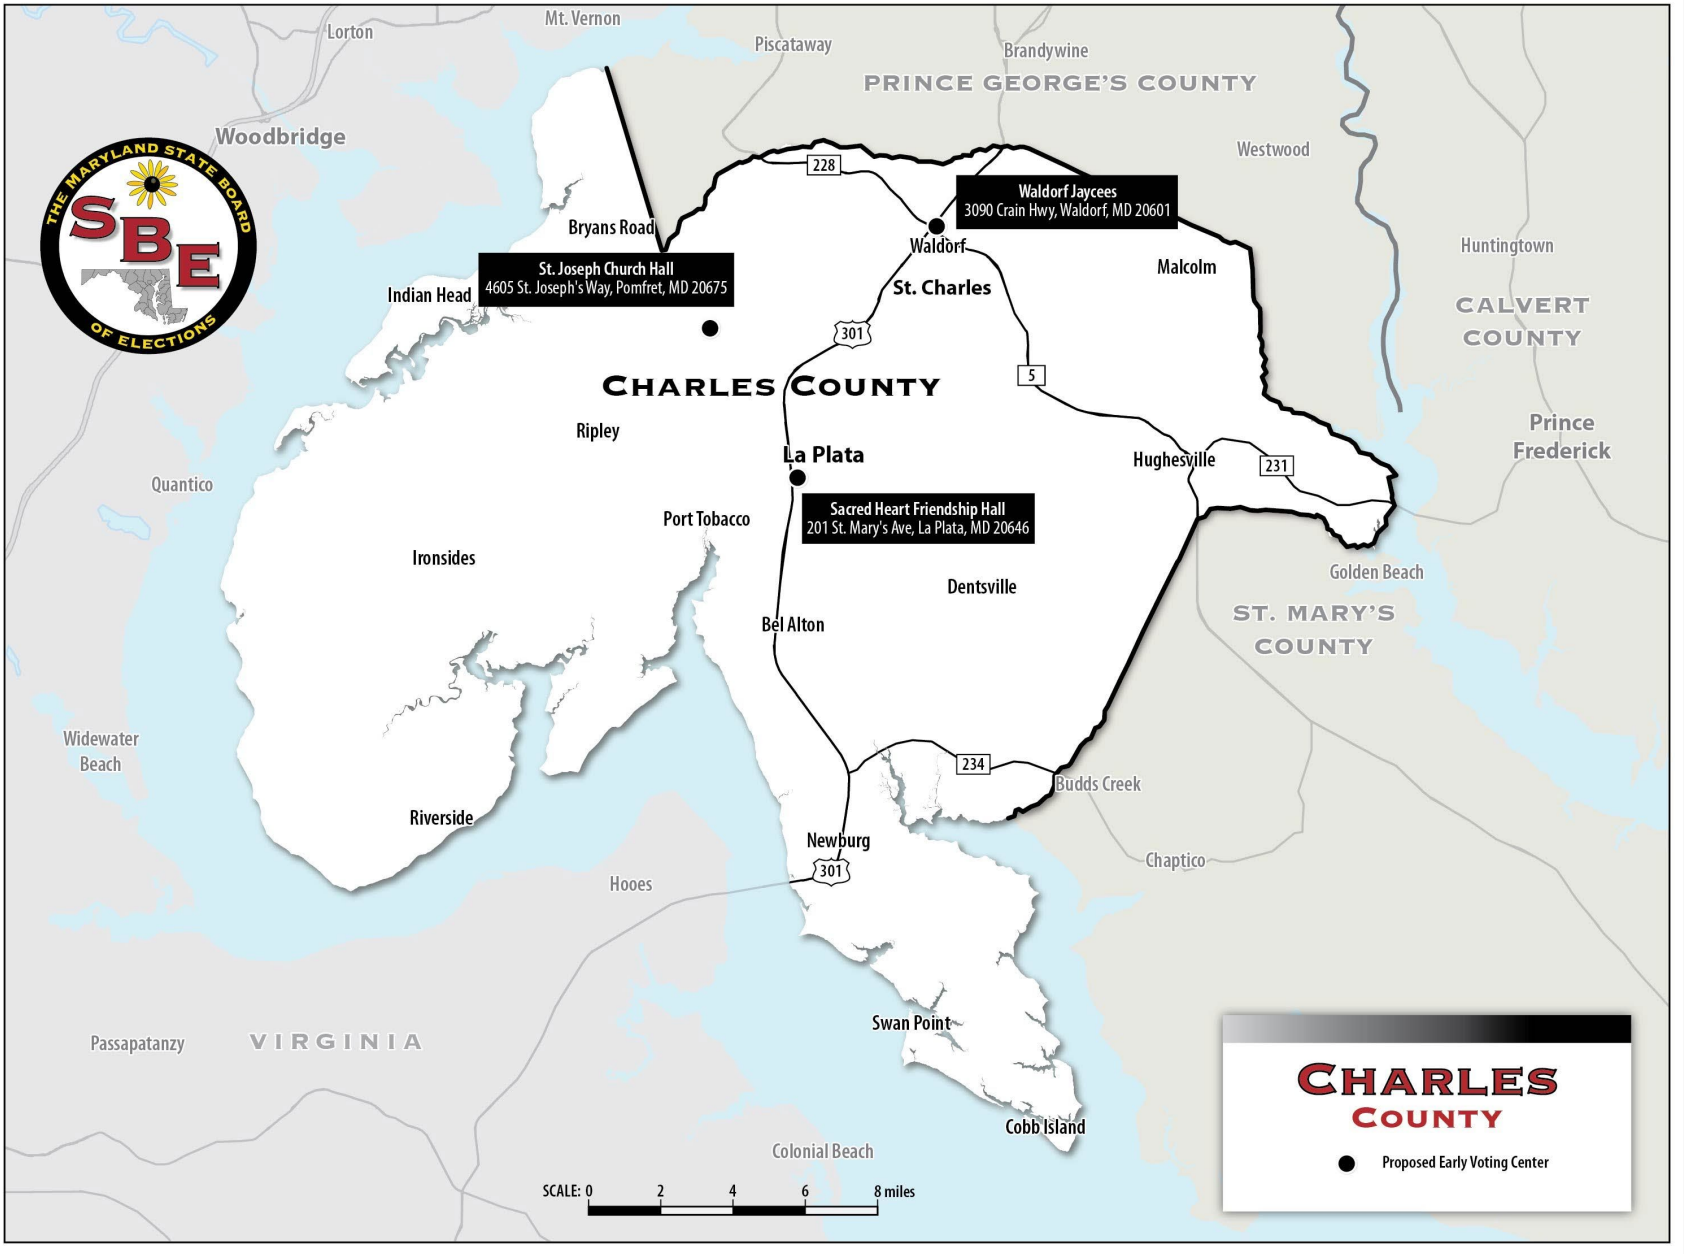 Mt. Vernon
Lorton
Piscataway
Brandywine
PRINCE GEORGE'S COUNTY
Woodbridge
THE MARYLAND STATE BOARD
SBE
OF ELECTIONS
Westwood
228
Waldorf Jaycees
3090 Crain Hwy, Waldorf, MD 20601
Bryans Road
Waldorf
Huntingtown
Malcolm
St. Joseph Church Hall
4605 St. Joseph's Way, Pomfret, MD 20675
Indian Head
St. Charles
CALVERT
COUNTY
301
5
CHARLES COUNTY
Ripley
Prince
Frederick
La Plata
Hughesville
231
Quantico
Sacred Heart Friendship Hall
201 St. Mary's Ave, La Plata, MD 20646
Port Tobacco
Ironsides
Golden Beach
Dentsville
ST. MARY'S
COUNTY
Bel Alton
Widewater
Beach
234
Budds Creek
Riverside
Newburg
Chaptico
301
Hooes
Swan Point
Passapatanzy
VIRGINIA
Cobb Island
Colonial Beach
CHARLES
COUNTY
Proposed Early Voting Center
SCALE: 0 2 4 6 8 miles